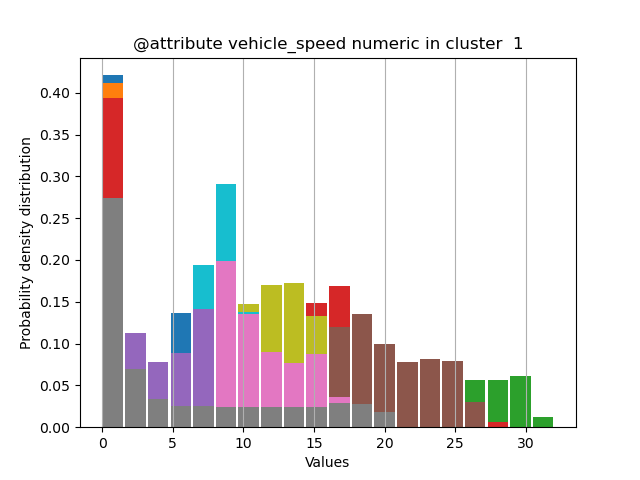 @attribute vehicle_speed numeric in cluster  1
Probability density distribution
0.40
0.35
0.30
0.25
0.20
0.15
0.10
0.05
0.00
0 5 10 15 20 25 30
Values